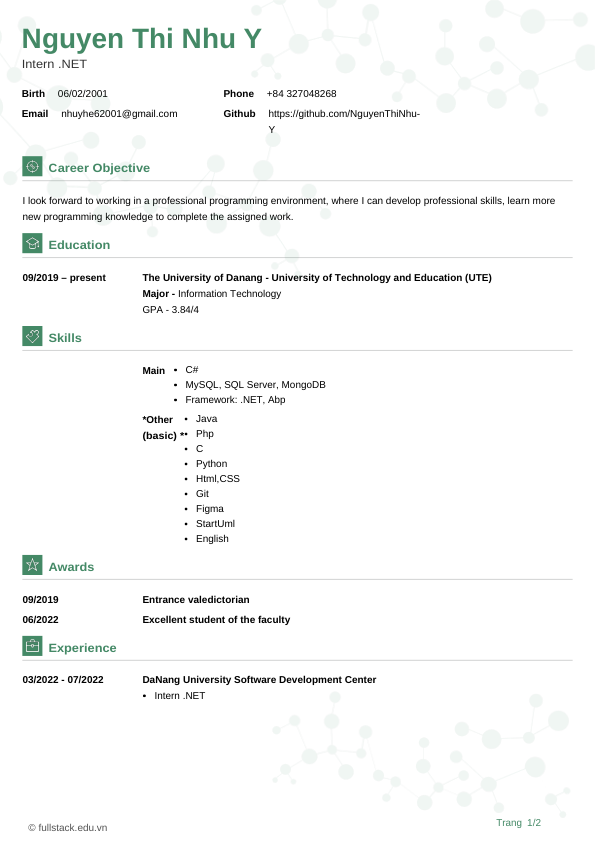 Nguyen Thi Nhu Y
Intern .NET
Birth 06/02/2001 Phone +84 327048268
Email nhuyhe62001@gmail.com Github https://github.com/NguyenThiNhu-
Y
Career Objective
I look forward to working in a professional programming environment, where I can develop professional skills, learn more
new programming knowledge to complete the assigned work.
Education
09/2019 – present The University of Danang - University of Technology and Education (UTE)
Major - Information Technology
GPA - 3.84/4
Skills
Main • C#
• MySQL, SQL Server, MongoDB
• Framework: .NET, Abp
*Other • Java
(basic) ** • Php
• C
• Python
• Html,CSS
• Git
• Figma
• StartUml
• English
Awards
09/2019 Entrance valedictorian
06/2022 Excellent student of the faculty
Experience
03/2022 - 07/2022 DaNang University Software Development Center
• Intern .NET
© fullstack.edu.vn Trang 1/2